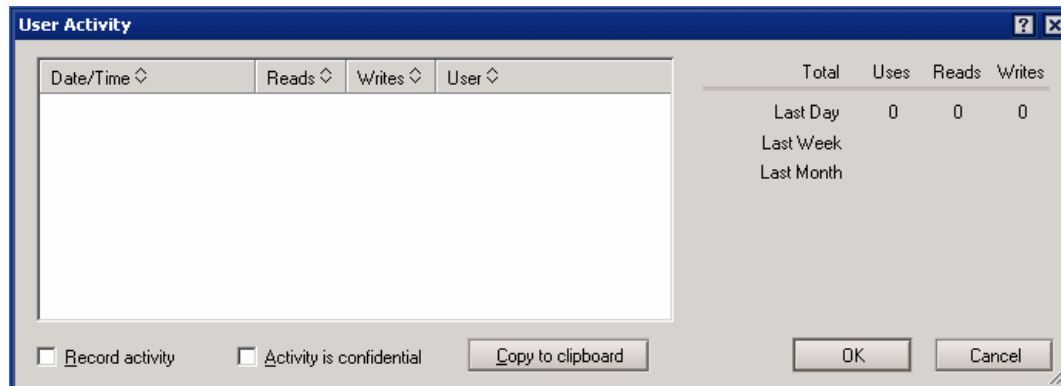 User Activity
Date/Time Reads Writes User
Total Uses Reads Writes
Last Day 0 0 0
Last Week
Last Month
Record activity Activity is confidential Copy to clipboard OK Cancel